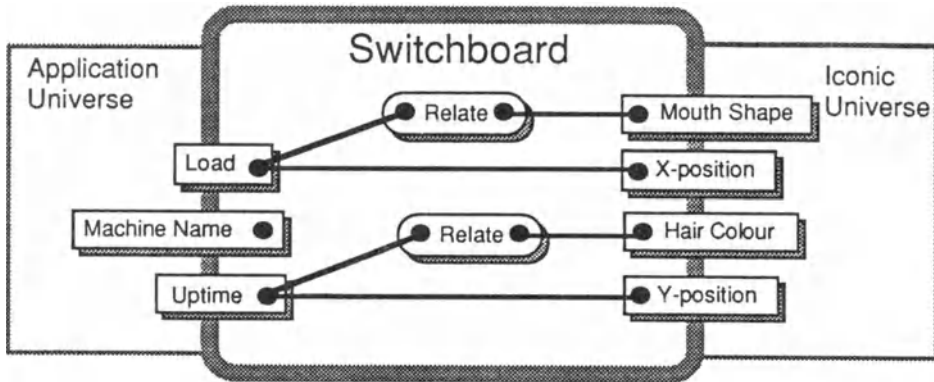 Switchboard
Application
Universe
Iconic
Universe
Relate
Mouth Shape
Load
X-position
Machine Name
Relate
Hair Colour
Uptime
Y-position